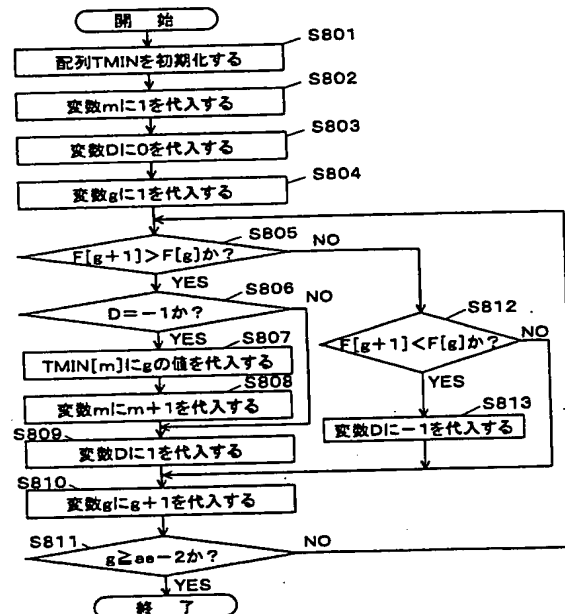 開 始
S801
配列TMINを初期化する
S802
変数mに1を代入する
S803
変数Dに0を代入する
S804
変数gに1を代入する
S805
F[g+1]>F[g]か?
NO
YES
S806
D=-1か?
NO
YES
S807
TMIN[m]にgの値を代入する
S808
変数mにm+1を代入する
S809
変数Dに1を代入する
S812
F[g+1]<F[g]か?
NO
YES
S813
変数Dに-1を代入する
S810
変数gにg+1を代入する
S811
g≧ae-2か?
NO
YES
終 了